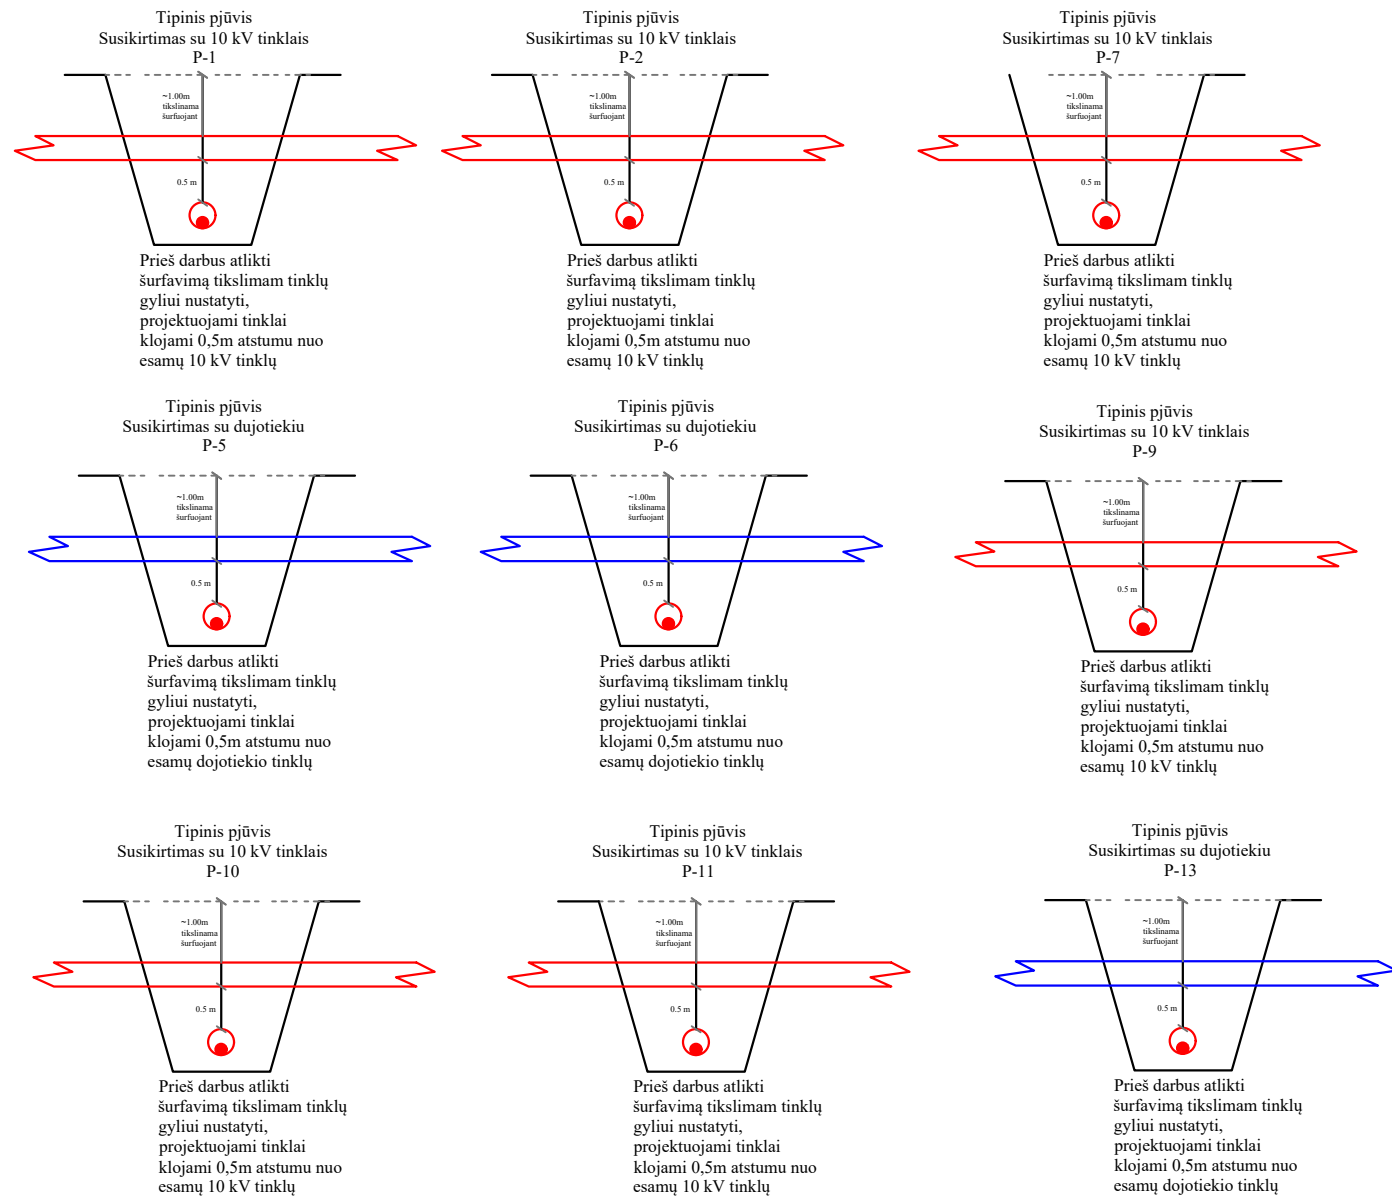 Tipinis pjūvis
Susikirtimas su 10 kV tinklais
P-1
~1.00m
tikslinama
šurfuojant
0.5 m
Prieš darbus atlikti
šurfavimą tikslimam tinklų
gyliui nustatyti,
projektuojami tinklai
klojami 0,5m atstumu nuo
esamų 10 kV tinklų
Tipinis pjūvis
Susikirtimas su 10 kV tinklais
P-2
~1.00m
tikslinama
šurfuojant
0.5 m
Prieš darbus atlikti
šurfavimą tikslimam tinklų
gyliui nustatyti,
projektuojami tinklai
klojami 0,5m atstumu nuo
esamų 10 kV tinklų
Tipinis pjūvis
Susikirtimas su 10 kV tinklais
P-7
~1.00m
tikslinama
šurfuojant
0.5 m
Prieš darbus atlikti
šurfavimą tikslimam tinklų
gyliui nustatyti,
projektuojami tinklai
klojami 0,5m atstumu nuo
esamų 10 kV tinklų
Tipinis pjūvis
Susikirtimas su dujotiekiu
P-5
~1.00m
tikslinama
šurfuojant
0.5 m
Prieš darbus atlikti
šurfavimą tikslimam tinklų
gyliui nustatyti,
projektuojami tinklai
klojami 0,5m atstumu nuo
esamų dojotiekio tinklų
Tipinis pjūvis
Susikirtimas su dujotiekiu
P-6
~1.00m
tikslinama
šurfuojant
0.5 m
Prieš darbus atlikti
šurfavimą tikslimam tinklų
gyliui nustatyti,
projektuojami tinklai
klojami 0,5m atstumu nuo
esamų dojotiekio tinklų
Tipinis pjūvis
Susikirtimas su 10 kV tinklais
P-9
~1.00m
tikslinama
šurfuojant
0.5 m
Prieš darbus atlikti
šurfavimą tikslimam tinklų
gyliui nustatyti,
projektuojami tinklai
klojami 0,5m atstumu nuo
esamų 10 kV tinklų
Tipinis pjūvis
Susikirtimas su 10 kV tinklais
P-10
~1.00m
tikslinama
šurfuojant
0.5 m
Prieš darbus atlikti
šurfavimą tikslimam tinklų
gyliui nustatyti,
projektuojami tinklai
klojami 0,5m atstumu nuo
esamų 10 kV tinklų
Tipinis pjūvis
Susikirtimas su 10 kV tinklais
P-11
~1.00m
tikslinama
šurfuojant
0.5 m
Prieš darbus atlikti
šurfavimą tikslimam tinklų
gyliui nustatyti,
projektuojami tinklai
klojami 0,5m atstumu nuo
esamų 10 kV tinklų
Tipinis pjūvis
Susikirtimas su dujotiekiu
P-13
~1.00m
tikslinama
šurfuojant
0.5 m
Prieš darbus atlikti
šurfavimą tikslimam tinklų
gyliui nustatyti,
projektuojami tinklai
klojami 0,5m atstumu nuo
esamų dojotiekio tinklų